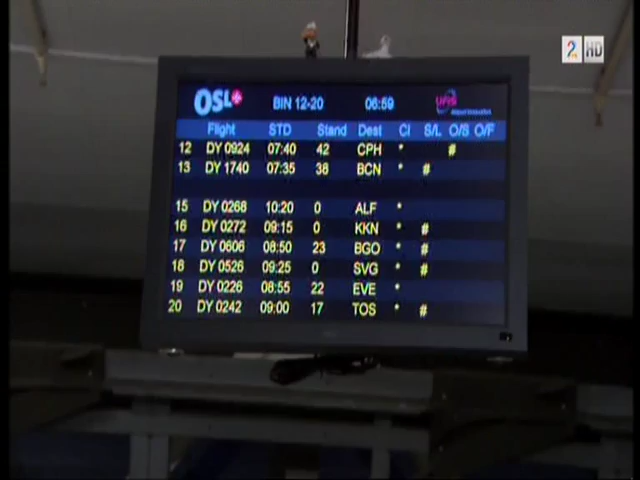 2 HD
OSL BIN 12-20 06:59 UFIS
Airport Innovation
Flight STD Stand Dest CI S/L O/S O/F
12 DY 0924 07:40 42 CPH * #
13 DY 1740 07:35 38 BCN * #
15 DY 0268 10:20 0 ALF *
16 DY 0272 09:15 0 KKN * #
17 DY 0606 08:50 23 BGO * #
18 DY 0526 09:25 0 SVG * #
19 DY 0226 08:55 22 EVE *
20 DY 0242 09:00 17 TOS * #